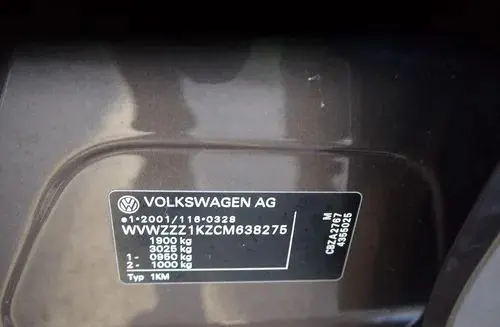 VOLKSWAGEN AG
e1*2001/116*0328
WVWZZZ1KZCM638275
1900 kg
3025 kg
1- 0950 kg
2- 1000 kg
Typ 1KM
M
CBZA2767
4355025